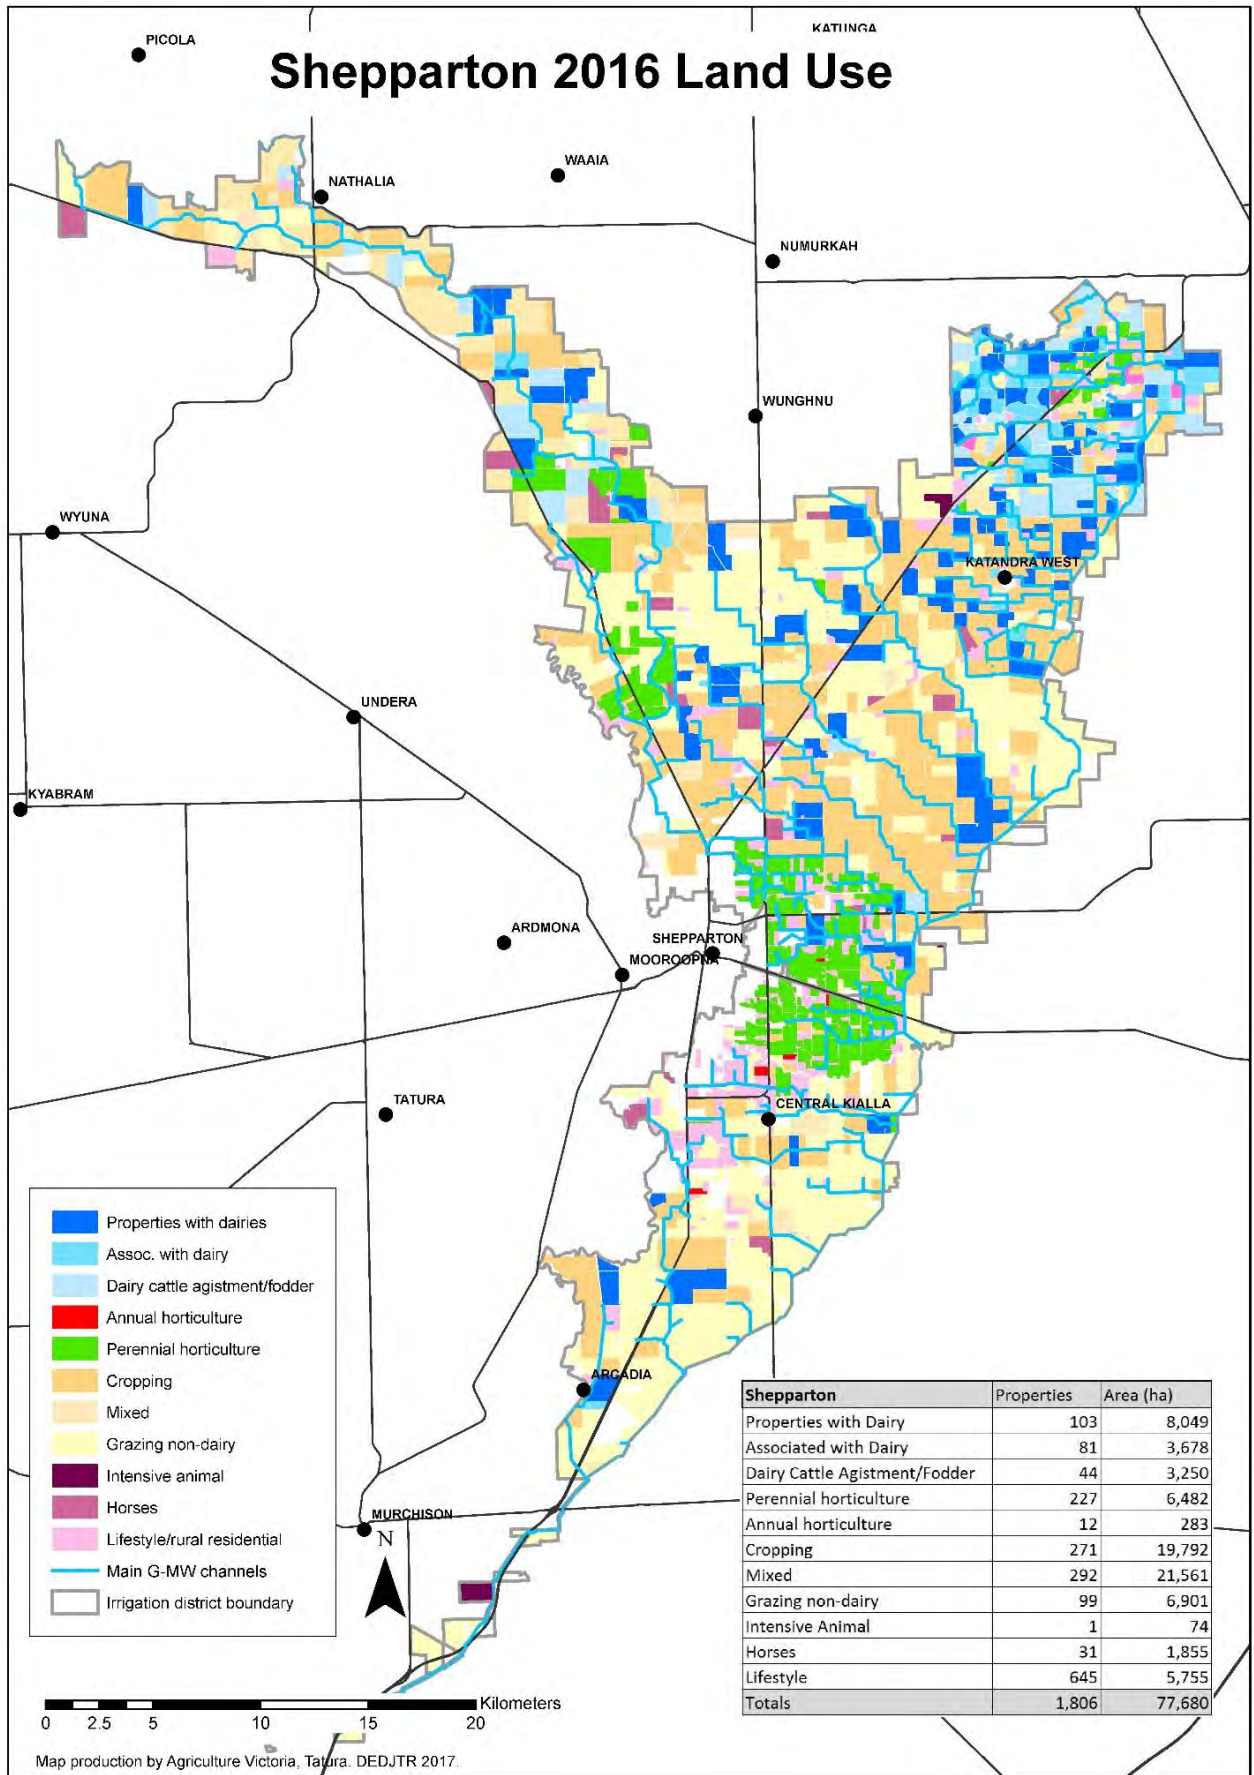 PICOLA
KATUNGA
Shepparton 2016 Land Use
WAAIA
NATHALIA
NUMURKAH
WUNGHNU
WYUNA
KATANDRA WEST
UNDERA
KYABRAM
ARDMONA
SHEPPARTON
MOOROOPNA
TATURA
CENTRAL KIALLA
ARCADIA
MURCHISON
Properties with dairies
Assoc. with dairy
Dairy cattle agistment/fodder
Annual horticulture
Perennial horticulture
Cropping
Mixed
Grazing non-dairy
Intensive animal
Horses
Lifestyle/rural residential
Main G-MW channels
Irrigation district boundary
N
Shepparton Properties Area (ha)
Properties with Dairy 103 8,049
Associated with Dairy 81 3,678
Dairy Cattle Agistment/Fodder 44 3,250
Perennial horticulture 227 6,482
Annual horticulture 12 283
Cropping 271 19,792
Mixed 292 21,561
Grazing non-dairy 99 6,901
Intensive Animal 1 74
Horses 31 1,855
Lifestyle 645 5,755
Totals 1,806 77,680
Kilometers
0 2.5 5 10 15 20
Map production by Agriculture Victoria, Tatura. DEDJTR 2017.